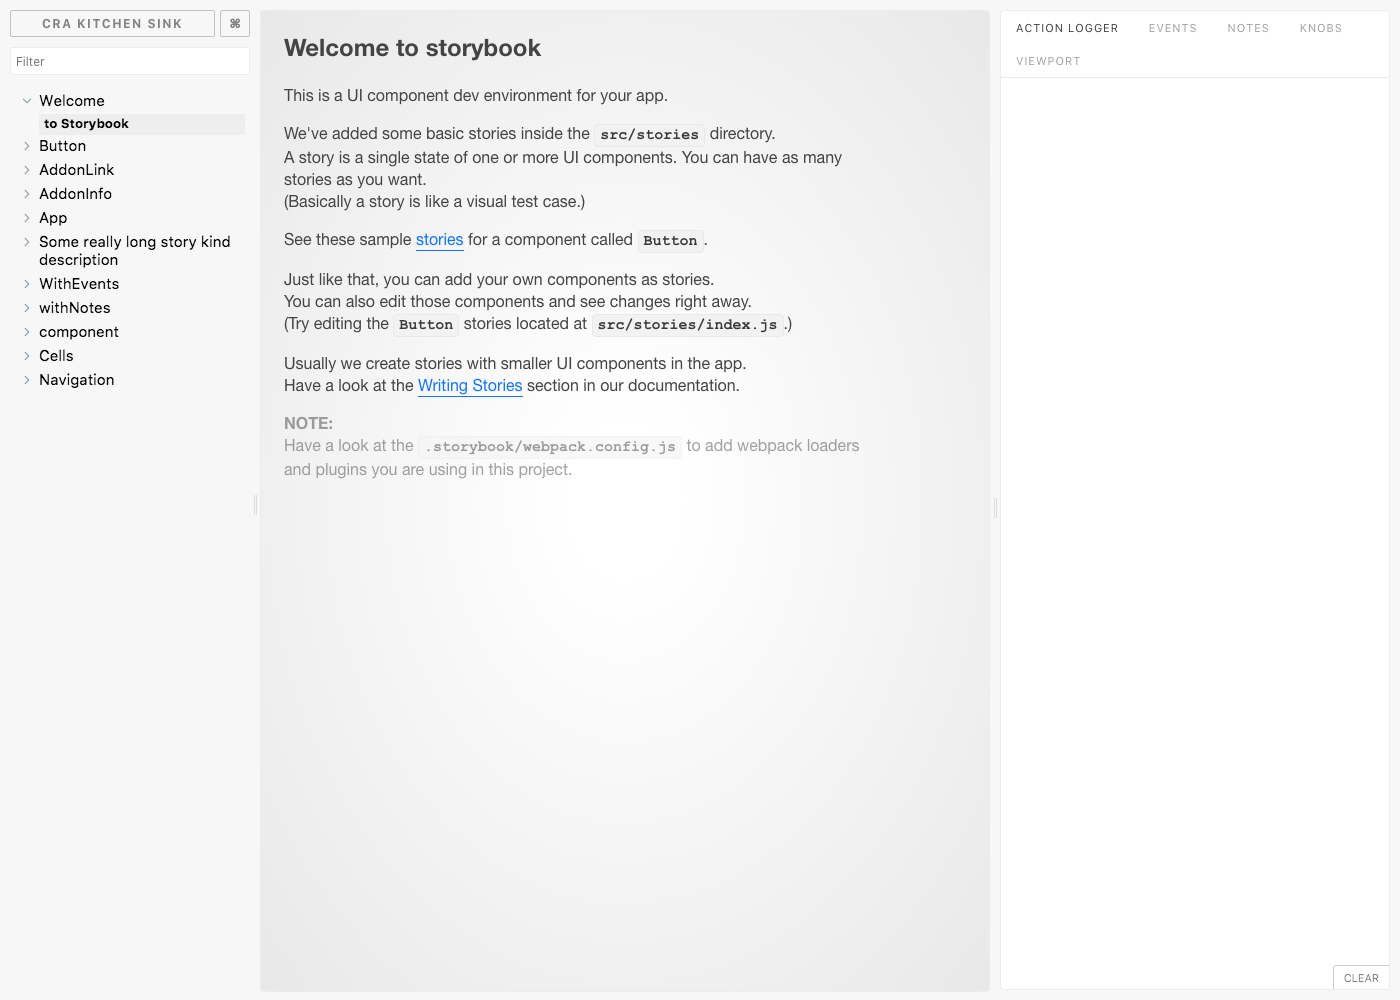 CRA KITCHEN SINK
⌘
Filter
Welcome
to Storybook
Button
AddonLink
AddonInfo
App
Some really long story kind
description
WithEvents
withNotes
component
Cells
Navigation
Welcome to storybook
This is a UI component dev environment for your app.
We've added some basic stories inside the src/stories directory.
A story is a single state of one or more UI components. You can have as many
stories as you want.
(Basically a story is like a visual test case.)
See these sample stories for a component called Button.
Just like that, you can add your own components as stories.
You can also edit those components and see changes right away.
(Try editing the Button stories located at src/stories/index.js.)
Usually we create stories with smaller UI components in the app.
Have a look at the Writing Stories section in our documentation.
NOTE:
Have a look at the .storybook/webpack.config.js to add webpack loaders
and plugins you are using in this project.
ACTION LOGGER EVENTS NOTES KNOBS
VIEWPORT
CLEAR